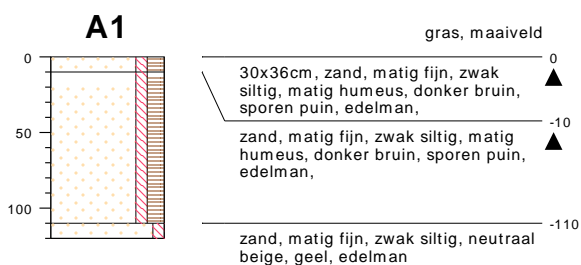 A1
gras, maaiveld
0
0
30x36cm, zand, matig fijn, zwak
siltig, matig humeus, donker bruin,
sporen puin, edelman,
-10
50
zand, matig fijn, zwak siltig, matig
humeus, donker bruin, sporen puin,
edelman,
100
-110
zand, matig fijn, zwak siltig, neutraal
beige, geel, edelman